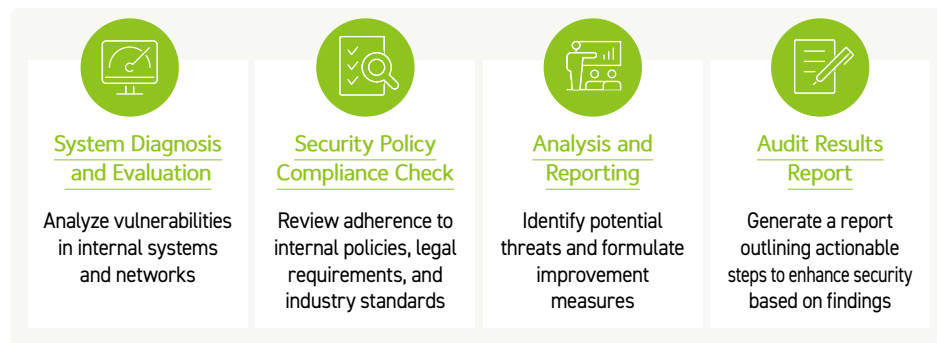 System Diagnosis
and Evaluation
Analyze vulnerabilities
in internal systems
and networks
Security Policy
Compliance Check
Review adherence to
internal policies, legal
requirements, and
industry standards
Analysis and
Reporting
Identify potential
threats and formulate
improvement
measures
Audit Results
Report
Generate a report
outlining actionable
steps to enhance security
based on findings